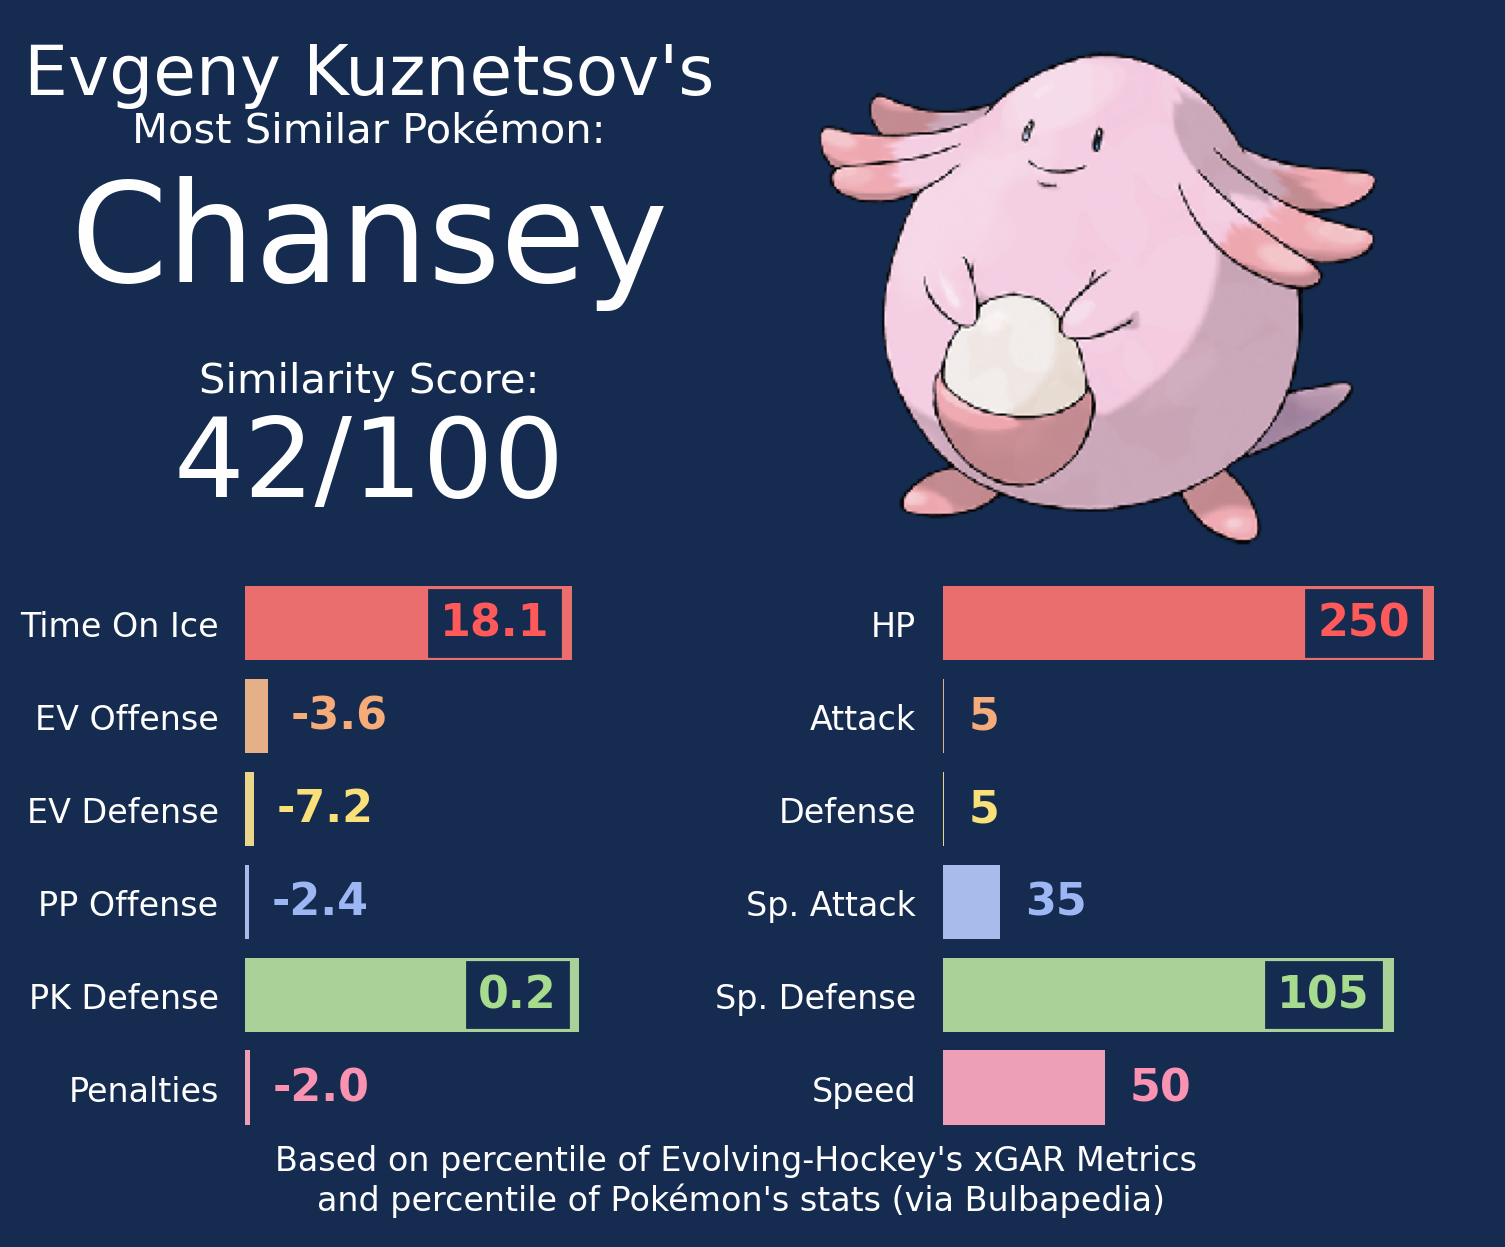 Evgeny Kuznetsov's
Most Similar Pokémon:
Chansey
Similarity Score:
42/100
Time On Ice 18.1
EV Offense -3.6
EV Defense -7.2
PP Offense -2.4
PK Defense 0.2
Penalties -2.0
HP 250
Attack 5
Defense 5
Sp. Attack 35
Sp. Defense 105
Speed 50
Based on percentile of Evolving-Hockey's xGAR Metrics
and percentile of Pokémon's stats (via Bulbapedia)